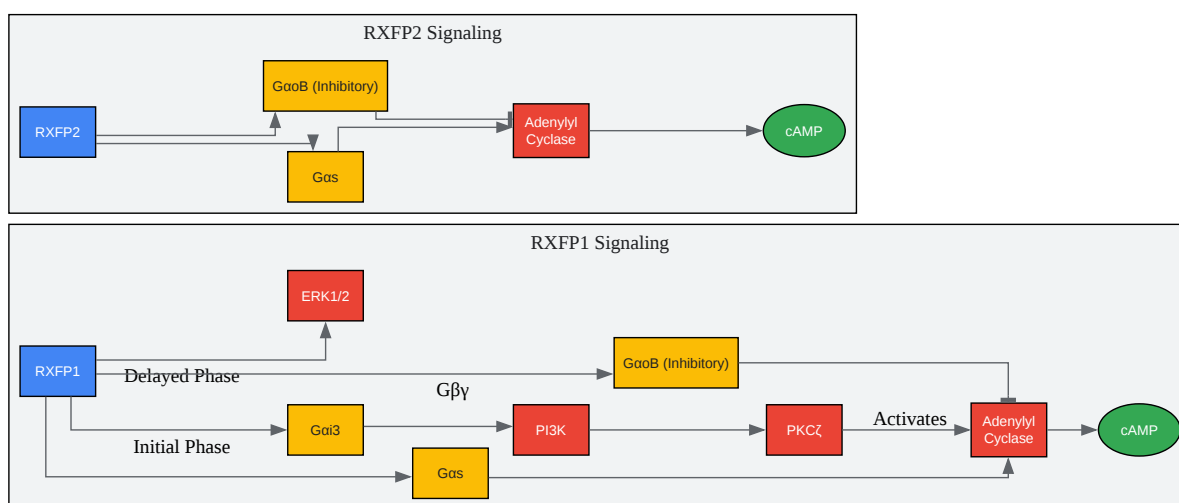 RXFP2 Signaling
GαoB (Inhibitory)
RXFP2
Adenylyl
Cyclase
cAMP
Gαs
RXFP1 Signaling
ERK1/2
RXFP1
Delayed Phase
GαoB (Inhibitory)
Gβγ
Initial Phase
Gαi3
PI3K
PKCζ
Activates
Adenylyl
Cyclase
cAMP
Gαs